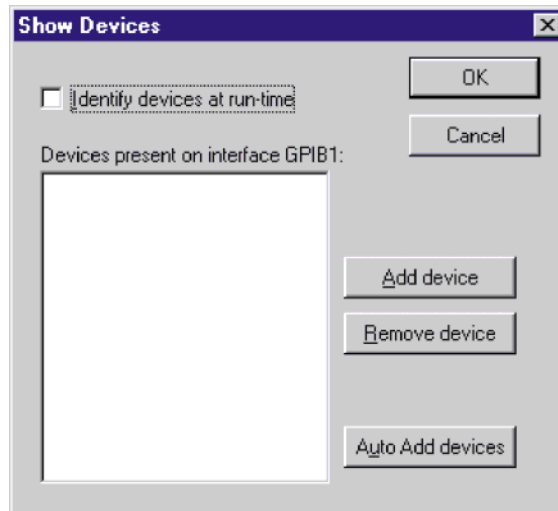 Show Devices
OK
Identify devices at run-time
Cancel
Devices present on interface GPIB1:
Add device
Remove device
Auto Add devices